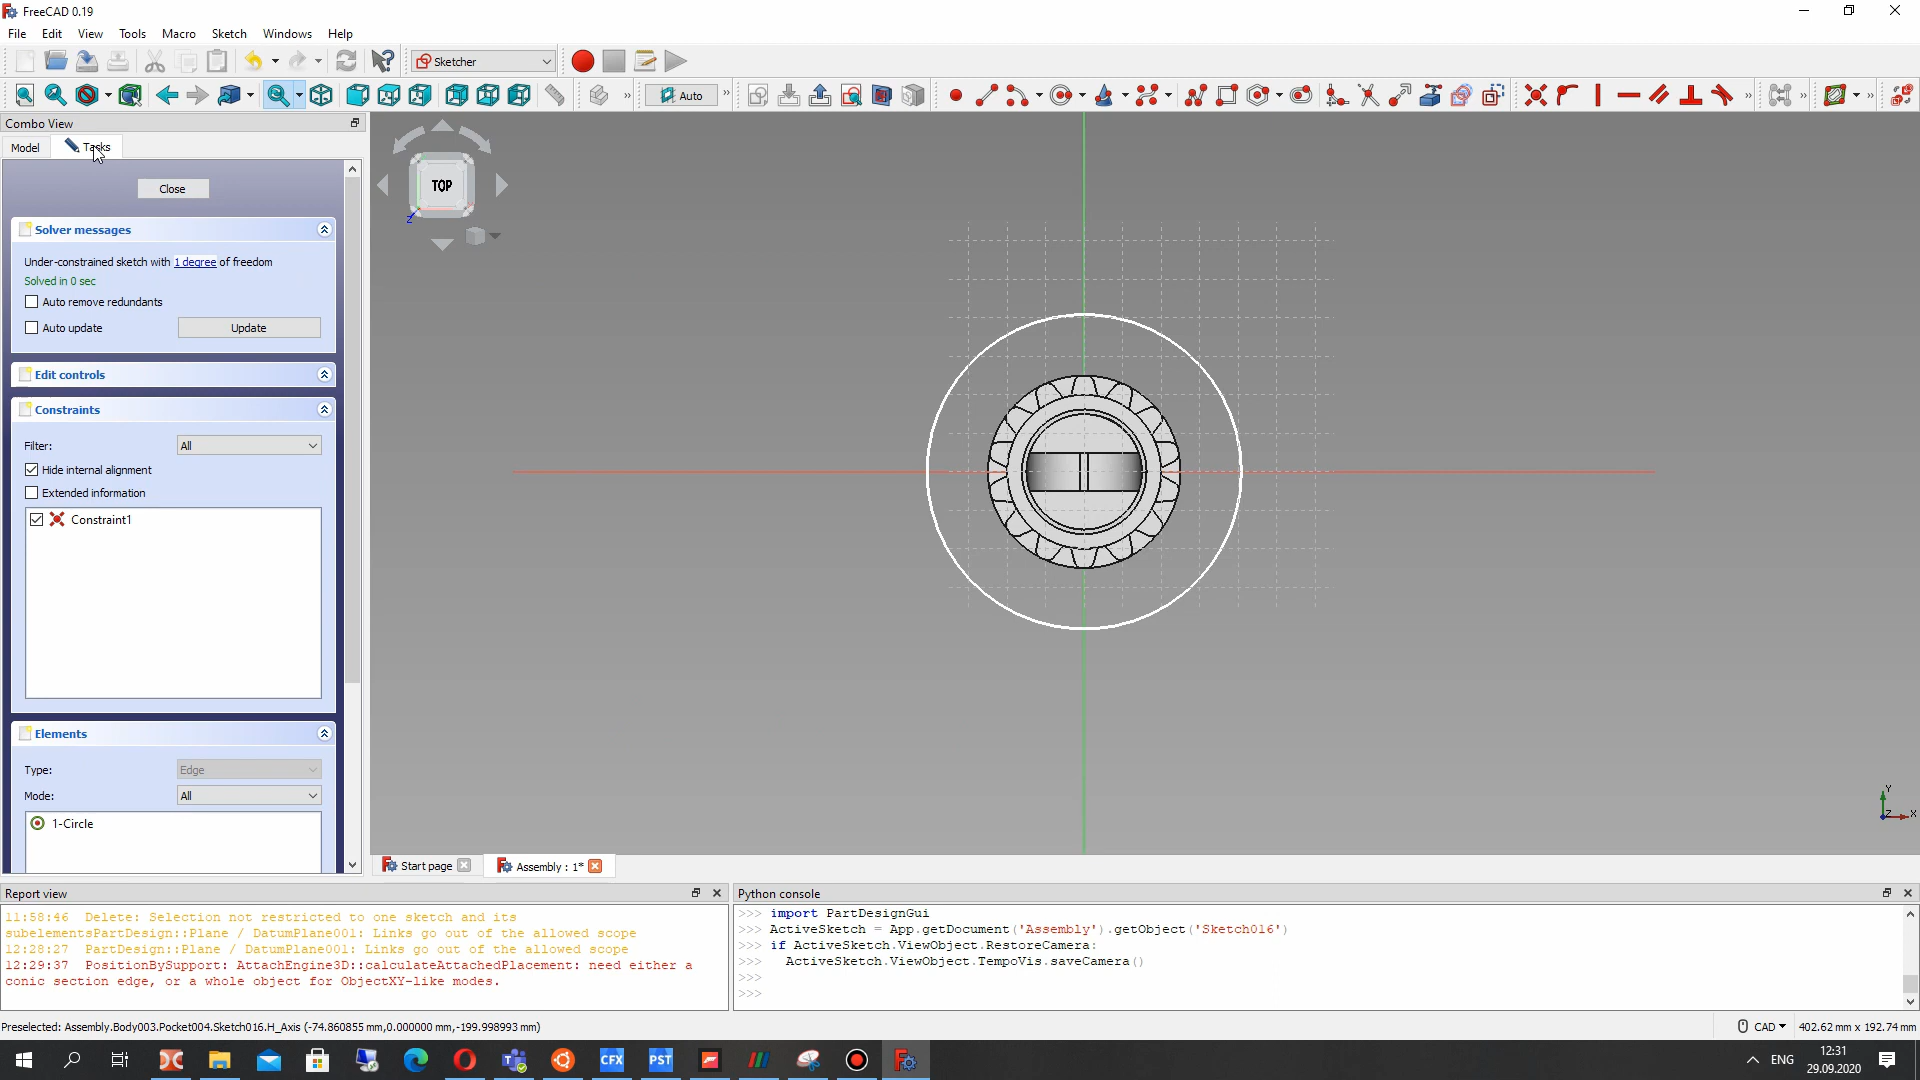 FreeCAD 0.19
File Edit View Tools Macro Sketch Windows Help
Sketcher
Auto
Combo View
Model Tasks
Close
Solver messages
Under-constrained sketch with 1 degree of freedom
Solved in 0 sec
Auto remove redundants
Auto update Update
Edit controls
Constraints
Filter: All
Hide internal alignment
Extended information
Constraint1
Elements
Type: Edge
Mode: All
1-Circle
TOP
Z
Y
Z X
Start page Assembly : 1*
Report view
11:58:46 Delete: Selection not restricted to one sketch and its
subelementsPartDesign::Plane / DatumPlane001: Links go out of the allowed scope
12:28:27 PartDesign::Plane / DatumPlane001: Links go out of the allowed scope
12:29:37 PositionBySupport: AttachEngine3D::calculateAttachedPlacement: need either a
conic section edge, or a whole object for ObjectXY-like modes.
Python console
>>> import PartDesignGui
>>> ActiveSketch = App.getDocument('Assembly').getObject('Sketch016')
>>> if ActiveSketch.ViewObject.RestoreCamera:
>>> ActiveSketch.ViewObject.TempoVis.saveCamera()
>>>
>>>
Preselected: Assembly.Body003.Pocket004.Sketch016.H_Axis (-74.860855 mm,0.000000 mm,-199.998993 mm)
CAD 402.62 mm x 192.74 mm
CFX PST
ENG
12:31
29.09.2020